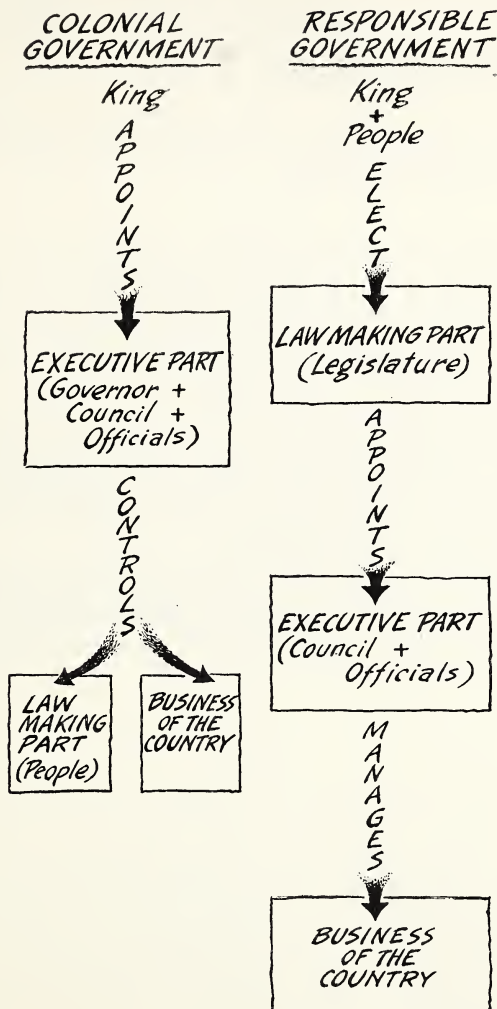 COLONIAL
GOVERNMENT
King
APPOINTS
EXECUTIVE PART
(Governor +
Council +
Officials)
CONTROLS
LAW
MAKING
PART
(People)
BUSINESS
OF THE
COUNTRY
RESPONSIBLE
GOVERNMENT
King
+
People
ELECT
LAW MAKING PART
(Legislature)
APPOINTS
EXECUTIVE PART
(Council +
Officials)
MANAGES
BUSINESS
OF THE
COUNTRY